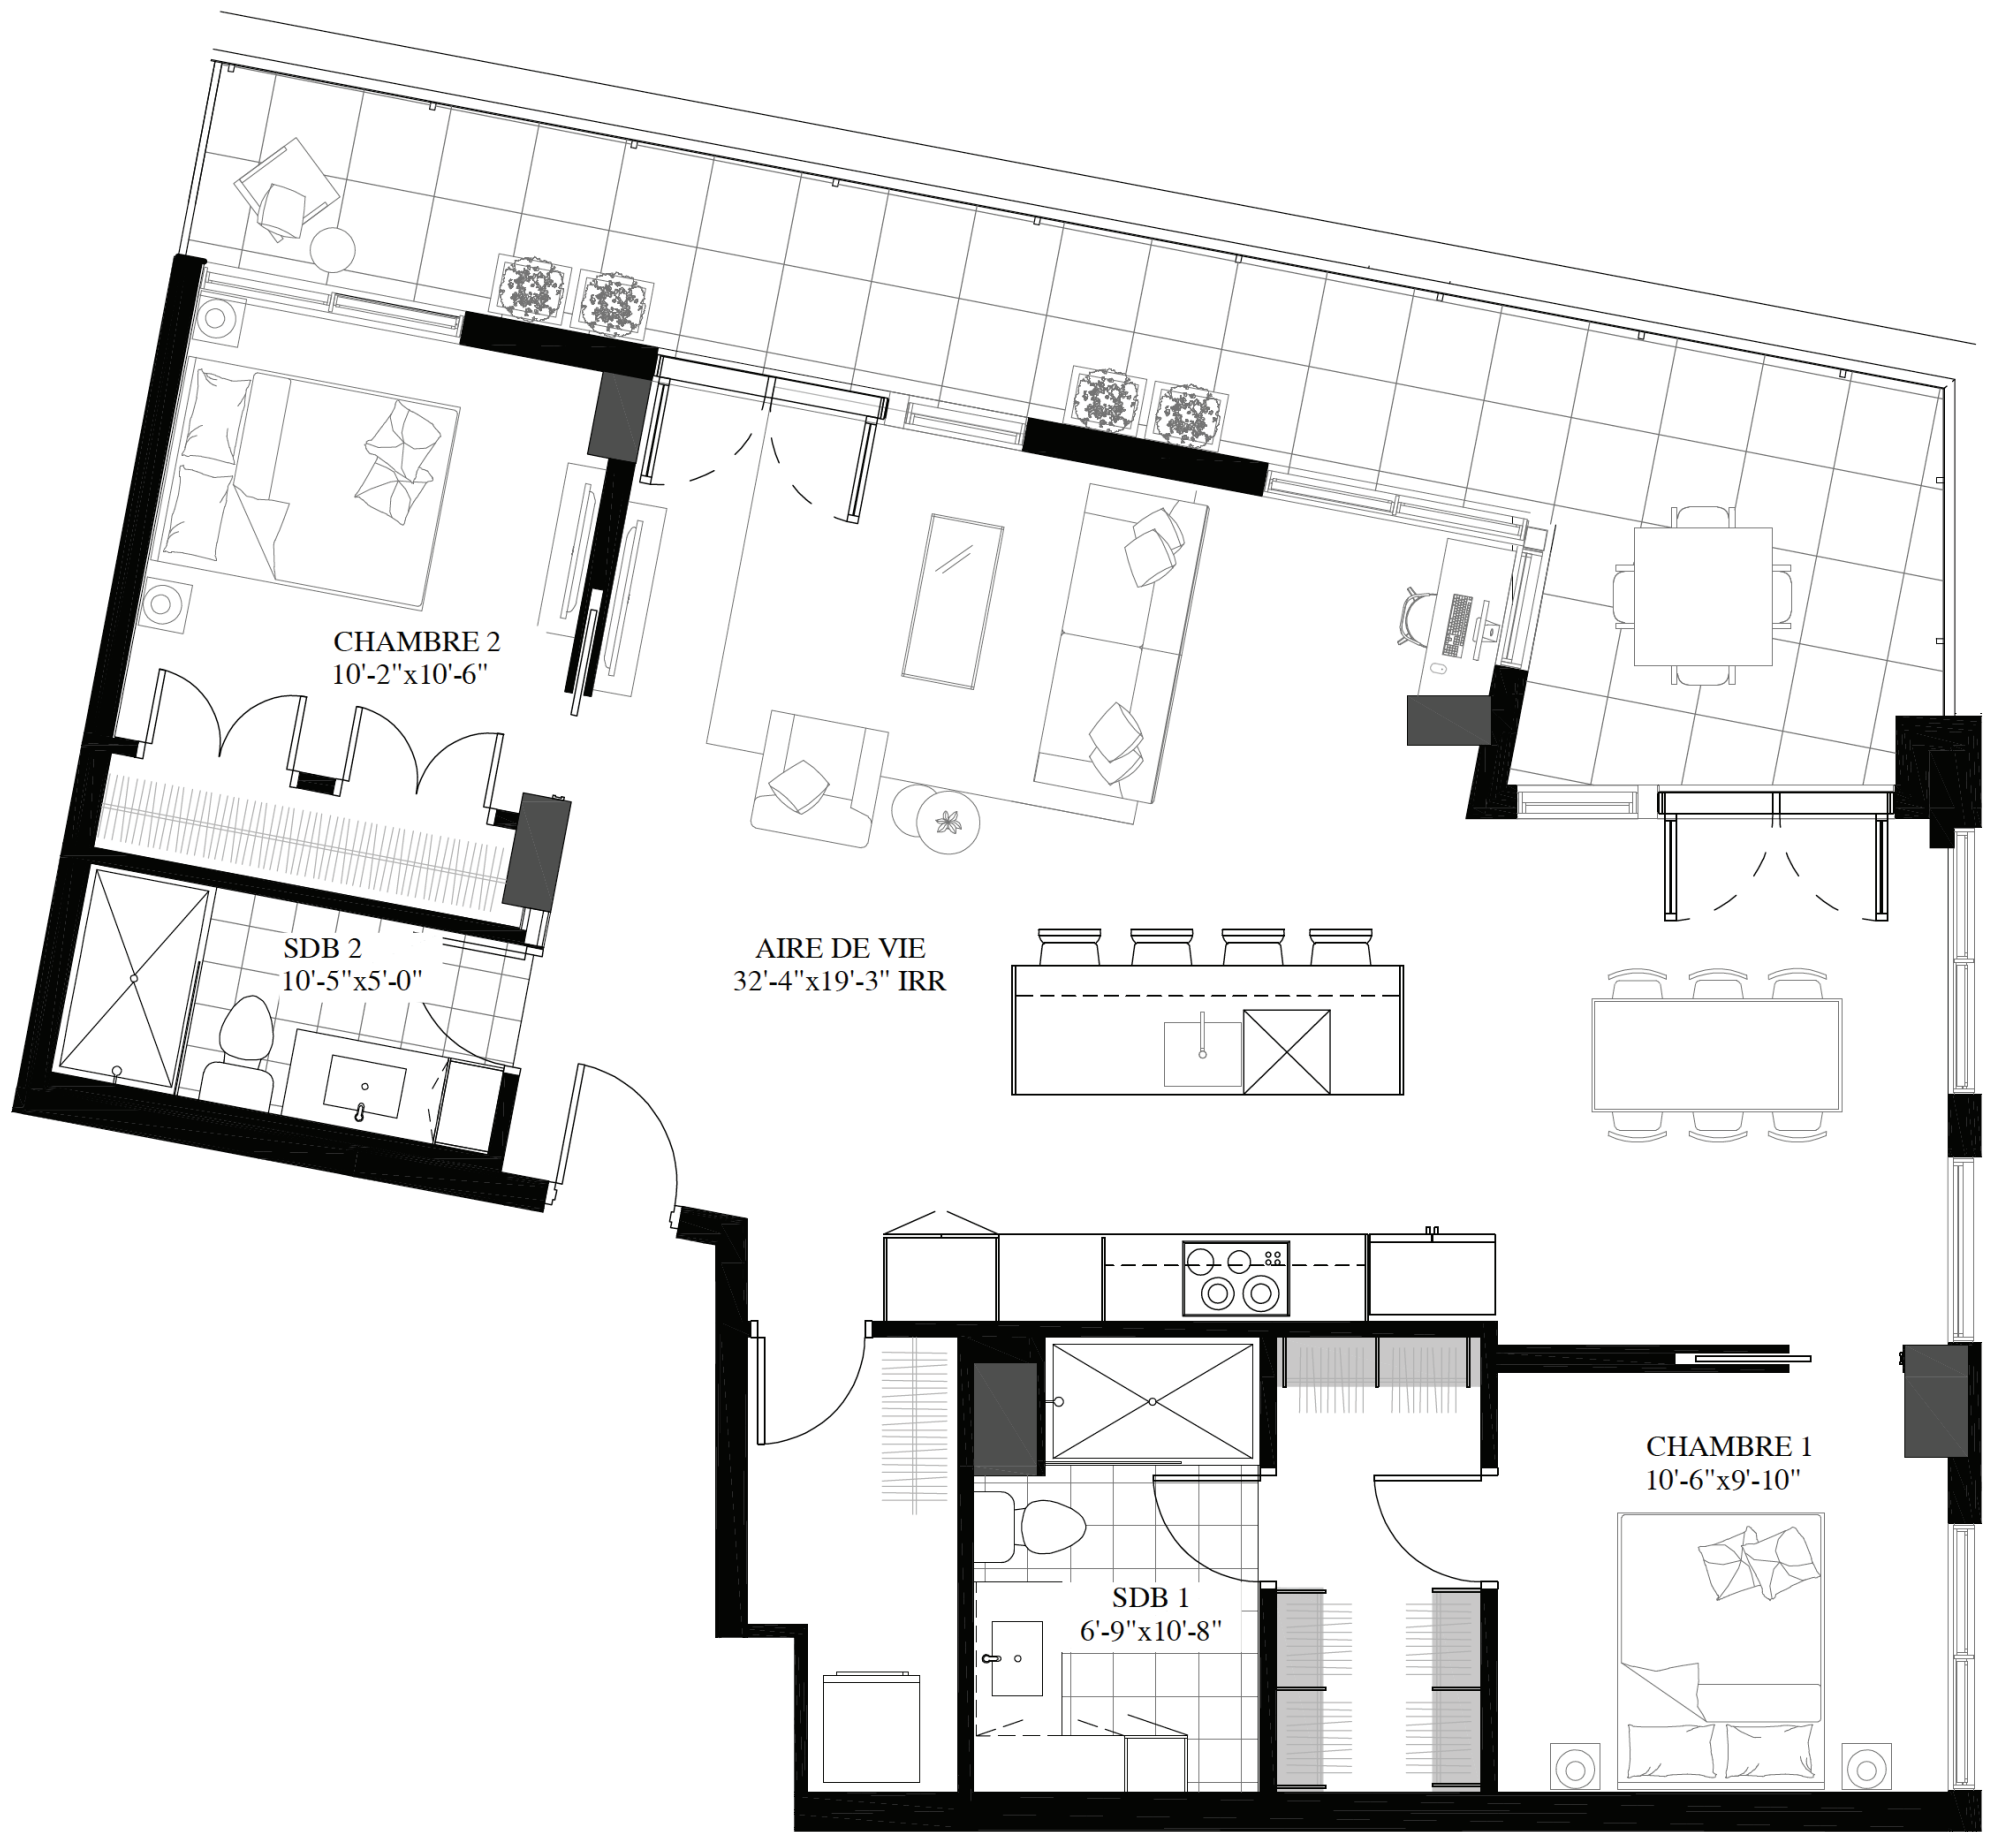 CHAMBRE 2
10'-2"x10'-6"
SDB 2
10'-5"x5'-0"
AIRE DE VIE
32'-4"x19'-3" IRR
CHAMBRE 1
10'-6"x9'-10"
SDB 1
6'-9"x10'-8"